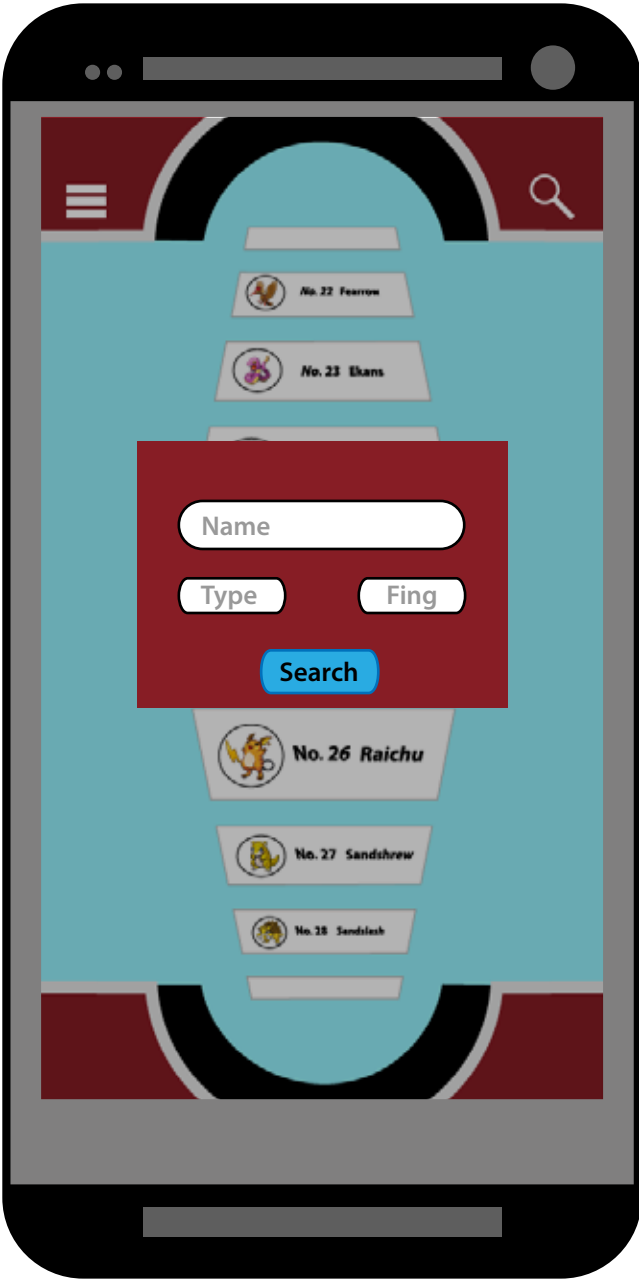 No. 22 Fearrow
No. 23 Ekans
Name
Type Fing
Search
No. 26 Raichu
No. 27 Sandshrew
No. 28 Sandslash